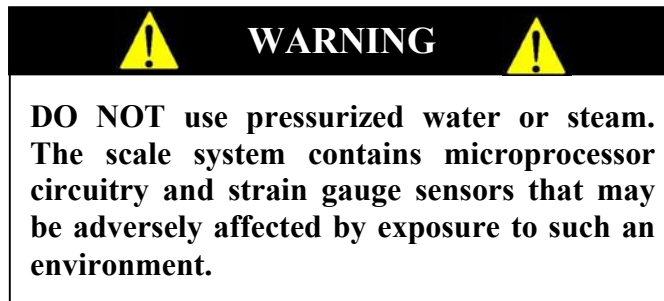 WARNING
DO NOT use pressurized water or steam.
The scale system contains microprocessor
circuitry and strain gauge sensors that may
be adversely affected by exposure to such an
environment.